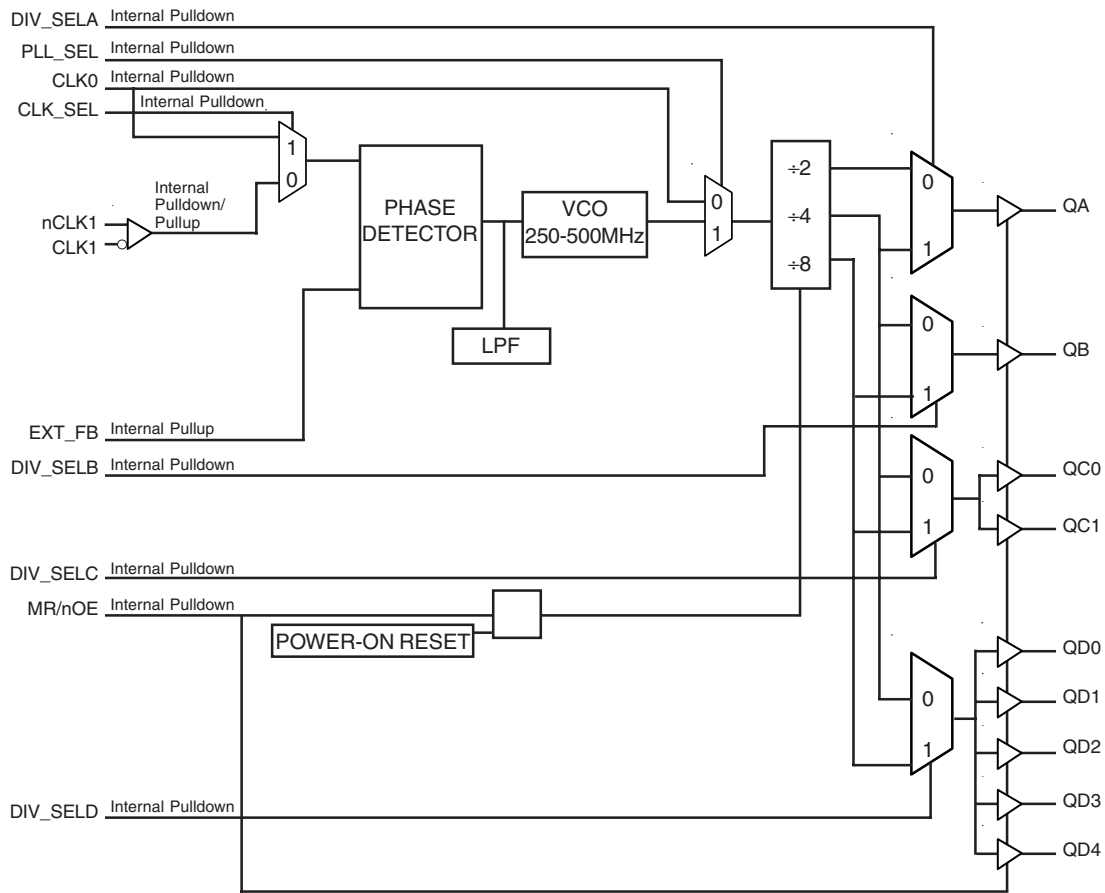 DIV_SELA Internal Pulldown
PLL_SEL Internal Pulldown
CLK0 Internal Pulldown
CLK_SEL Internal Pulldown
1
0
Internal
Pulldown/
Pullup
nCLK1
CLK1
PHASE
DETECTOR
VCO
250-500MHz
LPF
0
1
÷2
÷4
÷8
0
1
QA
0
1
QB
EXT_FB Internal Pullup
DIV_SELB Internal Pulldown
0
1
QC0
QC1
DIV_SELC Internal Pulldown
MR/nOE Internal Pulldown
POWER-ON RESET
0
1
QD0
QD1
QD2
QD3
QD4
DIV_SELD Internal Pulldown